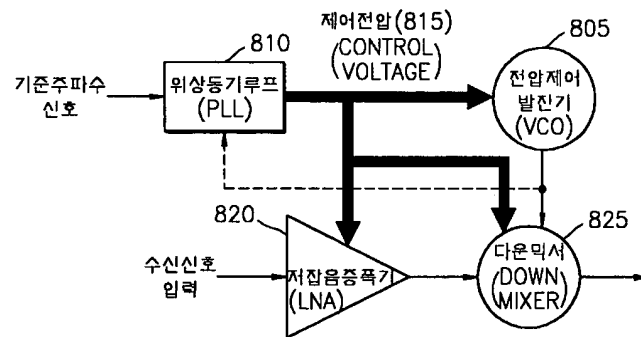 810
제어전압(815)
(CONTROL
VOLTAGE)
805
기준주파수
신호
위상동기루프
(PLL)
전압제어
발진기
(VCO)
820
825
수신신호
입력
저잡음증폭기
(LNA)
다운믹서
(DOWN
MIXER)